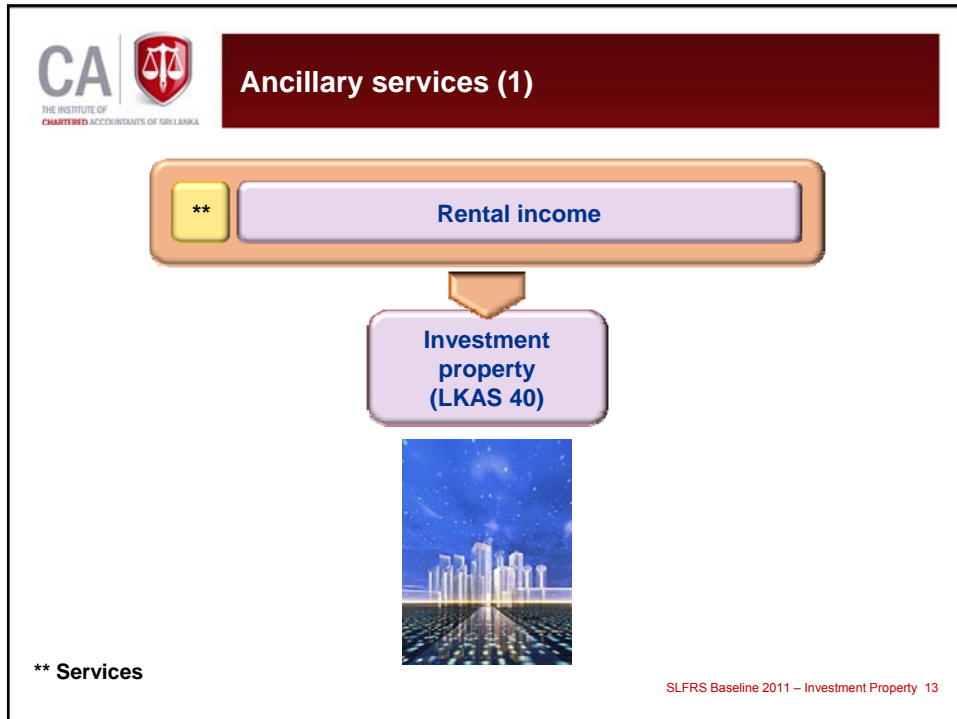 CA
THE INSTITUTE OF
CHARTERED ACCOUNTANTS OF SRI LANKA
Ancillary services (1)
** Rental income
Investment
property
(LKAS 40)
** Services
SLFRS Baseline 2011 – Investment Property 13